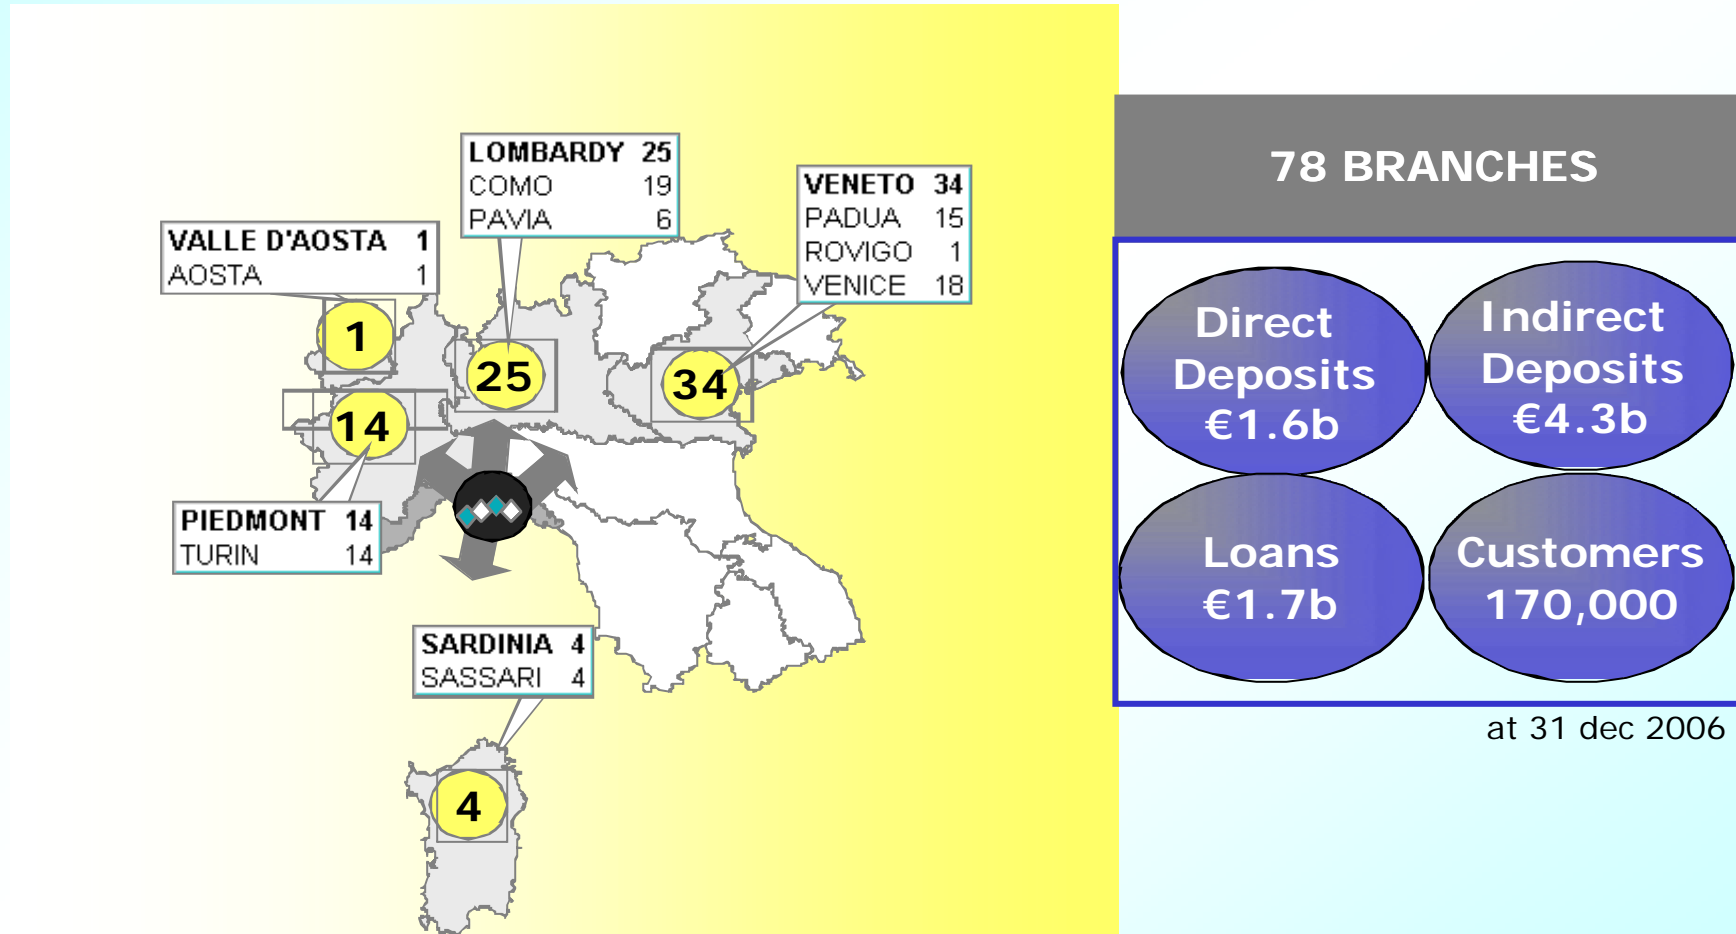 LOMBARDY 25
COMO 19
PAVIA 6
VENETO 34
PADUA 15
ROVIGO 1
VENICE 18
VALLE D'AOSTA 1
AOSTA 1
1
25
34
14
PIEDMONT 14
TURIN 14
SARDINIA 4
SASSARI 4
4
78 BRANCHES
Direct
Deposits
€1.6b
Indirect
Deposits
€4.3b
Loans
€1.7b
Customers
170,000
at 31 dec 2006